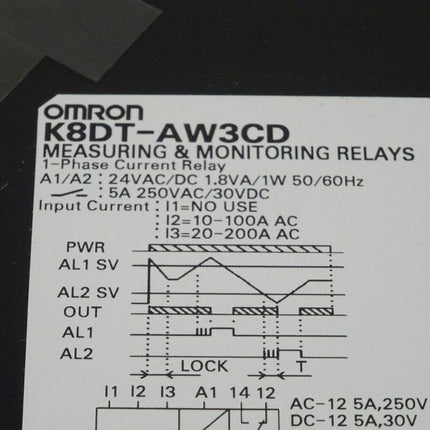 OMRON
K8DT-AW3CD
MEASURING & MONITORING RELAYS
1-Phase Current Relay
A1/A2 : 24VAC/DC 1.8VA/1W 50/60Hz
: 5A 250VAC/30VDC
Input Current : I1=NO USE
: I2=10-100A AC
: I3=20-200A AC
PWR
AL1 SV
AL2 SV
OUT
AL1
AL2
LOCK T
I1 I2 I3 A1 14 12
AC-12 5A,250V
DC-12 5A,30V